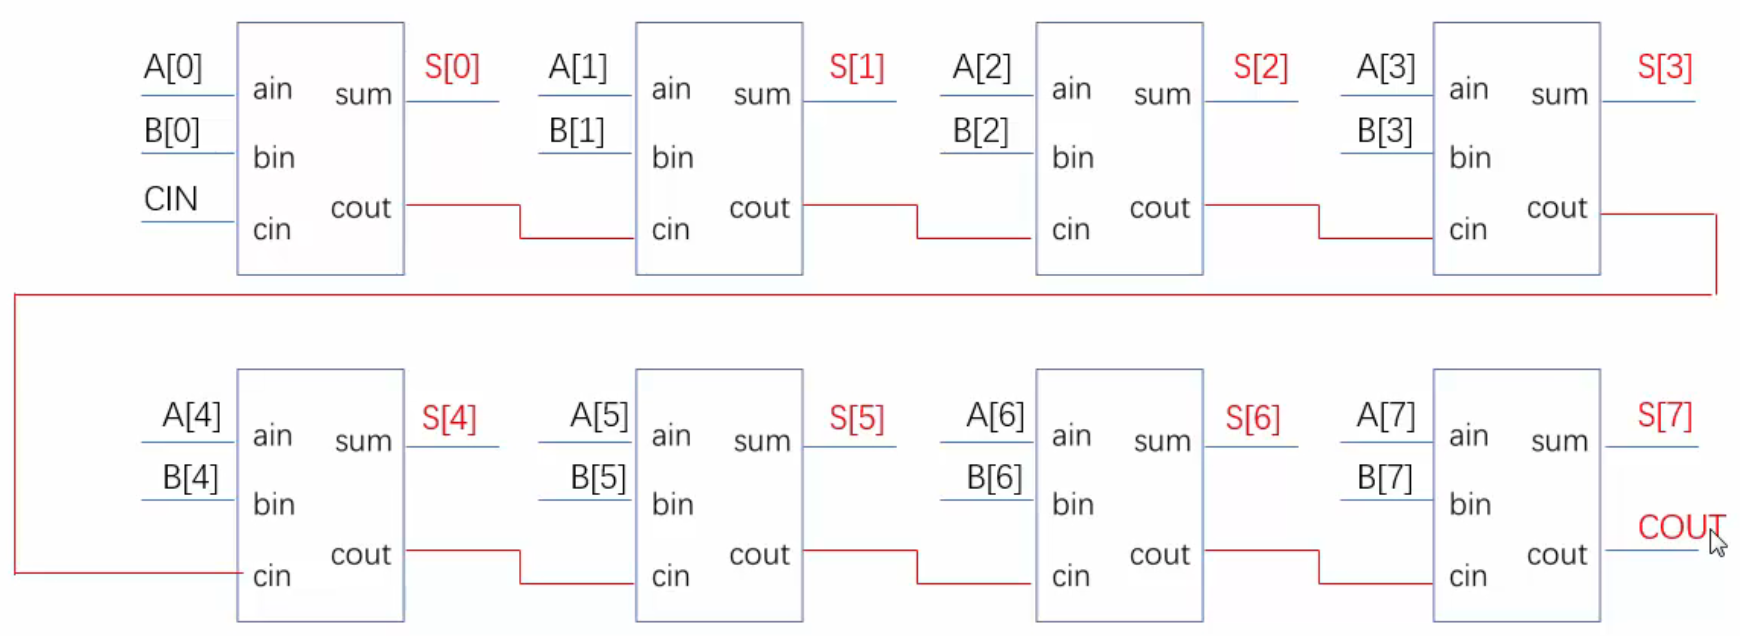 A[0] S[0] A[1] S[1] A[2] S[2] A[3] S[3]
ain sum ain sum ain sum ain sum
B[0] B[1] B[2] B[3]
bin bin bin bin
CIN cout cout cout cout
cin cin cin cin
A[4] S[4] A[5] S[5] A[6] S[6] A[7] S[7]
ain sum ain sum ain sum ain sum
B[4] B[5] B[6] B[7]
bin bin bin bin
COUT
cout cout cout cout
cin cin cin cin